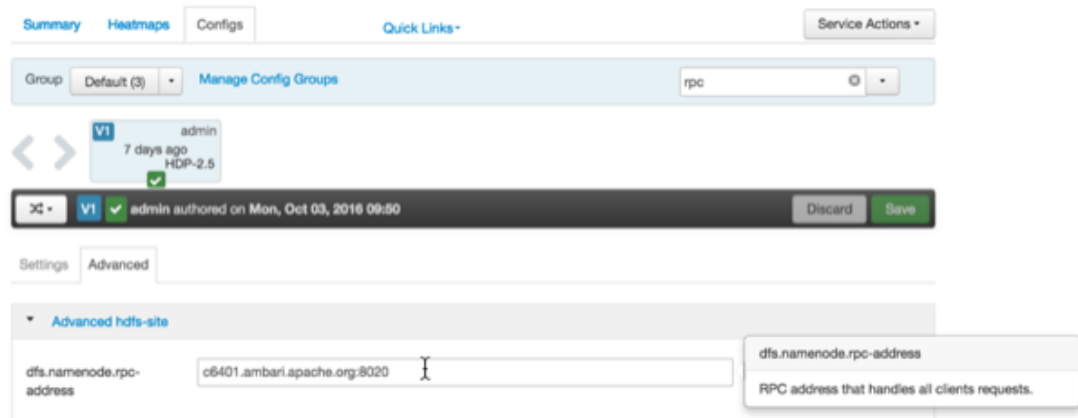 Summary Heatmaps Configs Quick Links Service Actions
Group Default (3) Manage Config Groups rpc
V1 admin
7 days ago
HDP-2.5
V1 admin authored on Mon, Oct 03, 2016 09:50 Discard Save
Settings Advanced
Advanced hdfs-site
dfs.namenode.rpc-address
dfs.namenode.rpc-
address
c6401.ambari.apache.org:8020
RPC address that handles all clients requests.